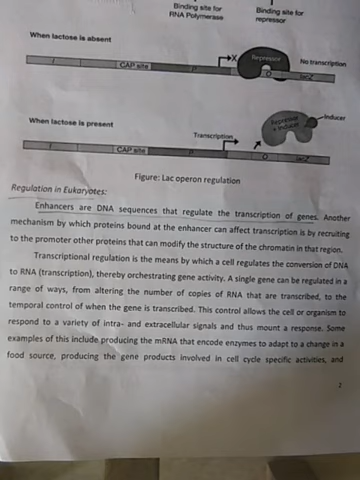 Binding site for
RNA Polymerase
Binding site for
repressor
When lactose is absent
Repressor
No transcription
X
I
CAP site
P
O
lacZ
When lactose is present
Inducer
Repressor
+ Inducer
Transcription
CAP site
O
lacZ
Figure: Lac operon regulation
Regulation in Eukaryotes:
Enhancers are DNA sequences that regulate the transcription of genes. Another
mechanism by which proteins bound at the enhancer can affect transcription is by recruiting
to the promoter other proteins that can modify the structure of the chromatin in that region.
Transcriptional regulation is the means by which a cell regulates the conversion of DNA
to RNA (transcription), thereby orchestrating gene activity. A single gene can be regulated in a
range of ways, from altering the number of copies of RNA that are transcribed, to the
temporal control of when the gene is transcribed. This control allows the cell or organism to
respond to a variety of intra- and extracellular signals and thus mount a response. Some
examples of this include producing the mRNA that encode enzymes to adapt to a change in a
food source, producing the gene products involved in cell cycle specific activities, and
2